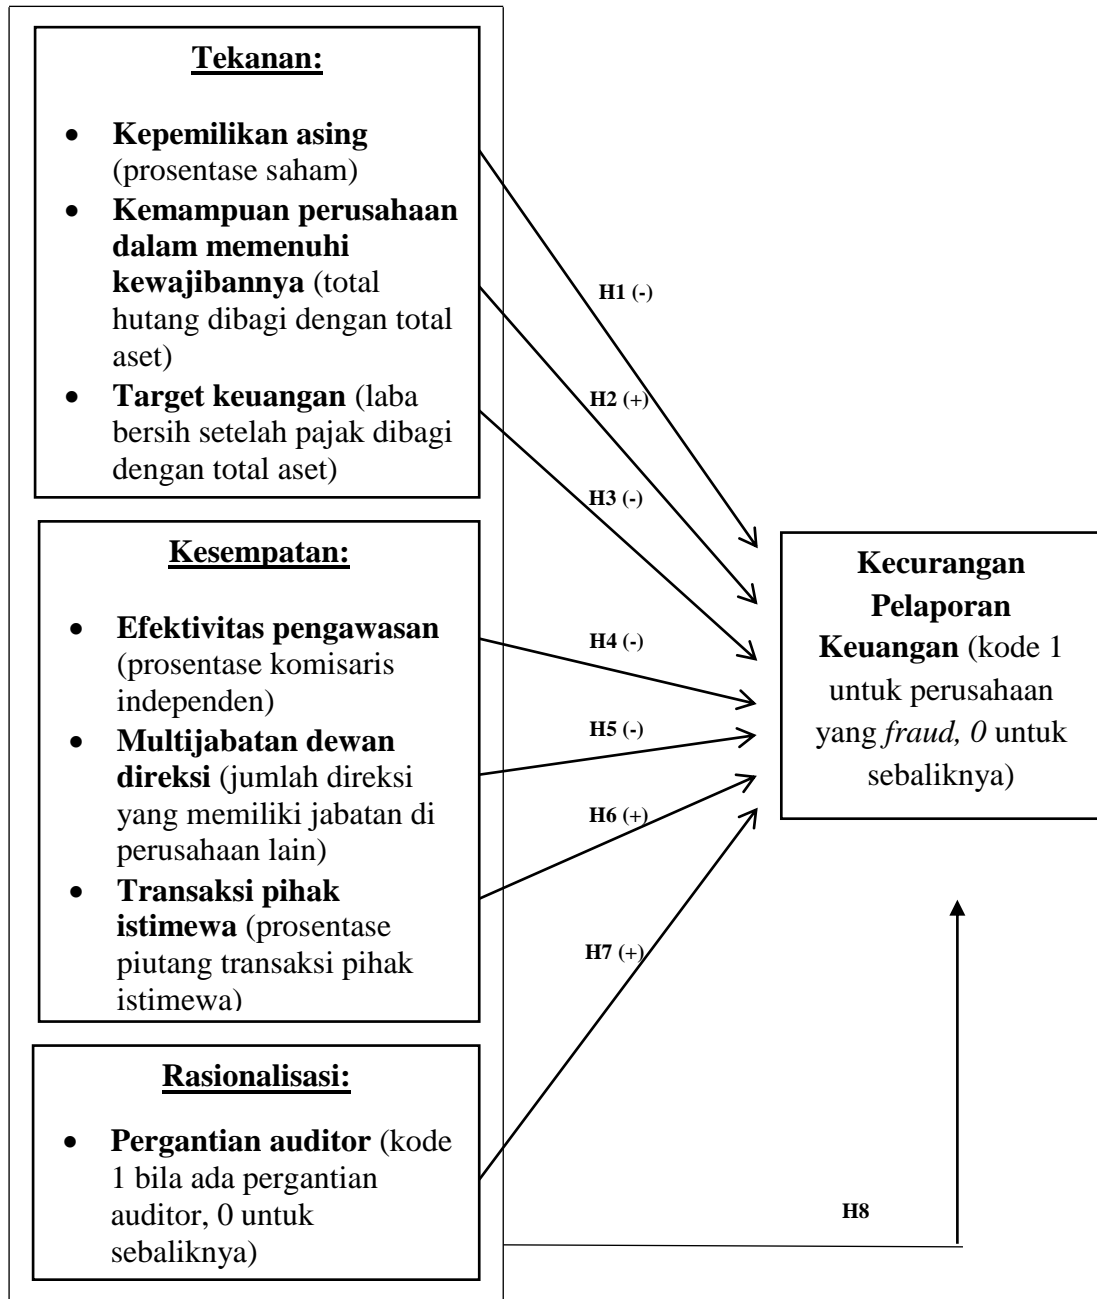 Tekanan:
• Kepemilikan asing
(prosentase saham)
• Kemampuan perusahaan
dalam memenuhi
kewajibannya (total
hutang dibagi dengan total
aset)
• Target keuangan (laba
bersih setelah pajak dibagi
dengan total aset)
Kesempatan:
• Efektivitas pengawasan
(prosentase komisaris
independen)
• Multijabatan dewan
direksi (jumlah direksi
yang memiliki jabatan di
perusahaan lain)
• Transaksi pihak
istimewa (prosentase
piutang transaksi pihak
istimewa)
Rasionalisasi:
• Pergantian auditor (kode
1 bila ada pergantian
auditor, 0 untuk
sebaliknya)
H1 (-)
H2 (+)
H3 (-)
H4 (-)
H5 (-)
H6 (+)
H7 (+)
H8
Kecurangan
Pelaporan
Keuangan (kode 1
untuk perusahaan
yang fraud, 0 untuk
sebaliknya)